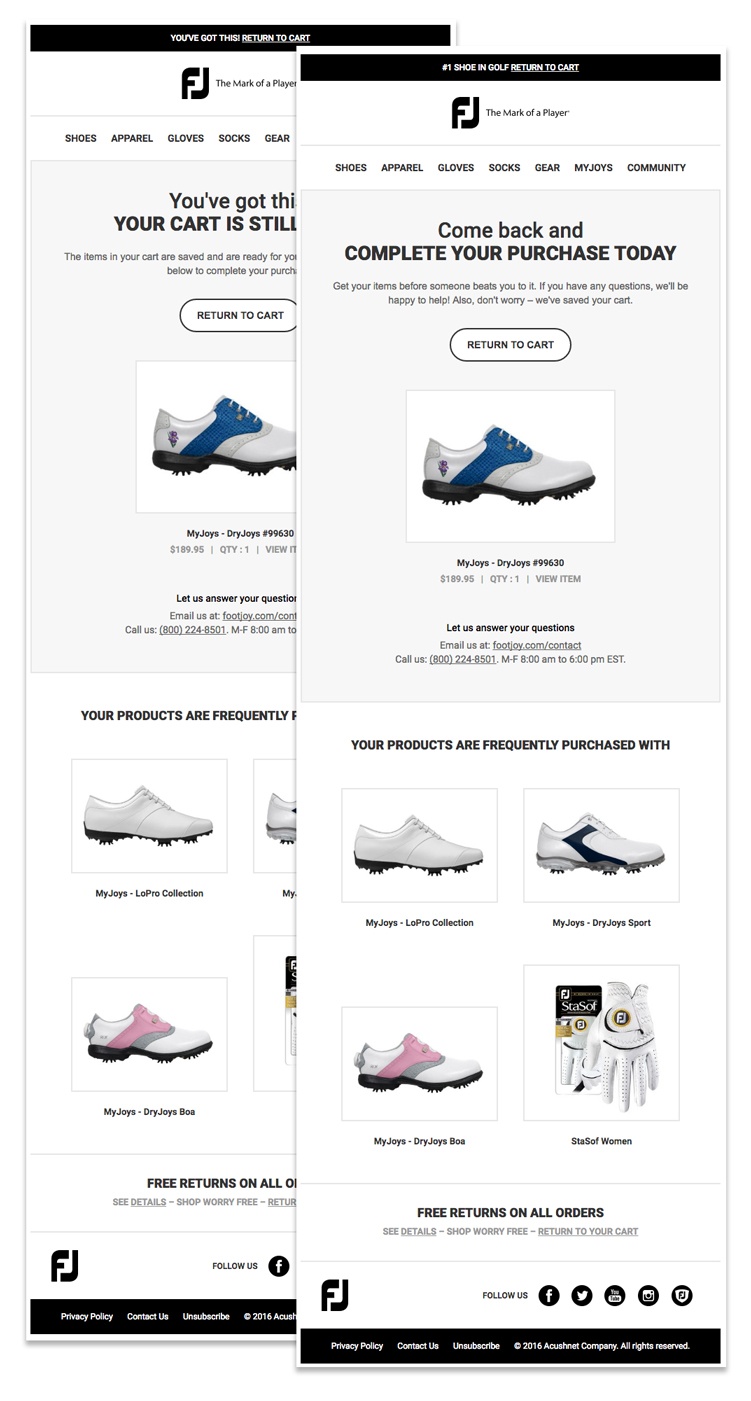 YOU'VE GOT THIS! RETURN TO CART
FJ The Mark of a Player
SHOES APPAREL GLOVES SOCKS GEAR
You've got this
YOUR CART IS STILL
The items in your cart are saved and are ready for you
below to complete your purcha
RETURN TO CART
MyJoys - DryJoys #99630
$189.95 | QTY : 1 | VIEW IT
Let us answer your question
Email us at: footjoy.com/cont
Call us: (800) 224-8501. M-F 8:00 am to
YOUR PRODUCTS ARE FREQUENTLY P
MyJoys - LoPro Collection
MyJ
MyJoys - DryJoys Boa
FREE RETURNS ON ALL O
SEE DETAILS – SHOP WORRY FREE – RETUR
FJ FOLLOW US
Privacy Policy Contact Us Unsubscribe © 2016 Acush
#1 SHOE IN GOLF RETURN TO CART
FJ The Mark of a Player
SHOES APPAREL GLOVES SOCKS GEAR MYJOYS COMMUNITY
Come back and
COMPLETE YOUR PURCHASE TODAY
Get your items before someone beats you to it. If you have any questions, we'll be
happy to help! Also, don't worry – we've saved your cart.
RETURN TO CART
MyJoys - DryJoys #99630
$189.95 | QTY : 1 | VIEW ITEM
Let us answer your questions
Email us at: footjoy.com/contact
Call us: (800) 224-8501. M-F 8:00 am to 6:00 pm EST.
YOUR PRODUCTS ARE FREQUENTLY PURCHASED WITH
MyJoys - LoPro Collection
MyJoys - DryJoys Sport
FJ
StaSof
FJ
MyJoys - DryJoys Boa
StaSof Women
FREE RETURNS ON ALL ORDERS
SEE DETAILS – SHOP WORRY FREE – RETURN TO YOUR CART
FJ FOLLOW US You Tube FJ
Privacy Policy Contact Us Unsubscribe © 2016 Acushnet Company. All rights reserved.